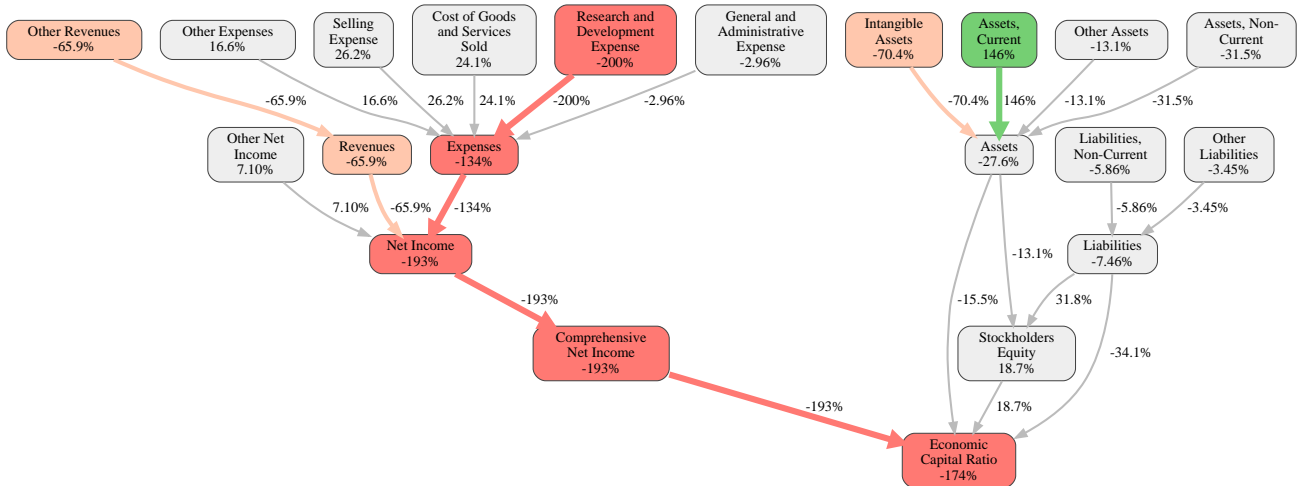 Other Revenues
-65.9%
Other Expenses
16.6%
Selling
Expense
26.2%
Cost of Goods
and Services
Sold
24.1%
Research and
Development
Expense
-200%
General and
Administrative
Expense
-2.96%
Intangible
Assets
-70.4%
Assets,
Current
146%
Other Assets
-13.1%
Assets, Non-
Current
-31.5%
-65.9%
16.6%
26.2%
24.1%
-200%
-2.96%
-70.4%
146%
-13.1%
-31.5%
Other Net
Income
7.10%
Revenues
-65.9%
Expenses
-134%
Assets
-27.6%
Liabilities,
Non-Current
-5.86%
Other
Liabilities
-3.45%
7.10%
-65.9%
-134%
-5.86%
-3.45%
Net Income
-193%
-13.1%
Liabilities
-7.46%
-193%
-15.5%
31.8%
Comprehensive
Net Income
-193%
Stockholders
Equity
18.7%
-34.1%
-193%
18.7%
Economic
Capital Ratio
-174%